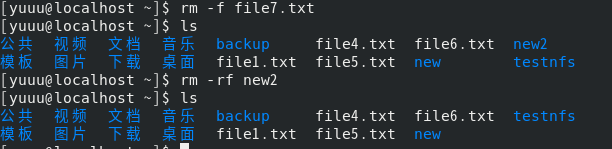 [yuuu@localhost ~]$ rm -f file7.txt
[yuuu@localhost ~]$ ls
公共 视频 文档 音乐 backup file4.txt file6.txt new2
模板 图片 下载 桌面 file1.txt file5.txt new testnfs
[yuuu@localhost ~]$ rm -rf new2
[yuuu@localhost ~]$ ls
公共 视频 文档 音乐 backup file4.txt file6.txt testnfs
模板 图片 下载 桌面 file1.txt file5.txt new
[yuuu@localhost ~]$